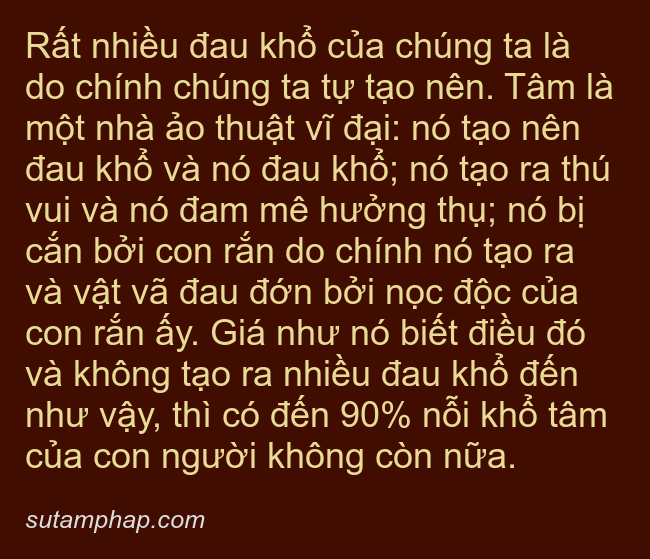 Rất nhiều đau khổ của chúng ta là
do chính chúng ta tự tạo nên. Tâm là
một nhà ảo thuật vĩ đại: nó tạo nên
đau khổ và nó đau khổ; nó tạo ra thú
vui và nó đam mê hưởng thụ; nó bị
cắn bởi con rắn do chính nó tạo ra
và vật vã đau đớn bởi nọc độc của
con rắn ấy. Giá như nó biết điều đó
và không tạo ra nhiều đau khổ đến
như vậy, thì có đến 90% nỗi khổ tâm
của con người không còn nữa.
sutamphap.com